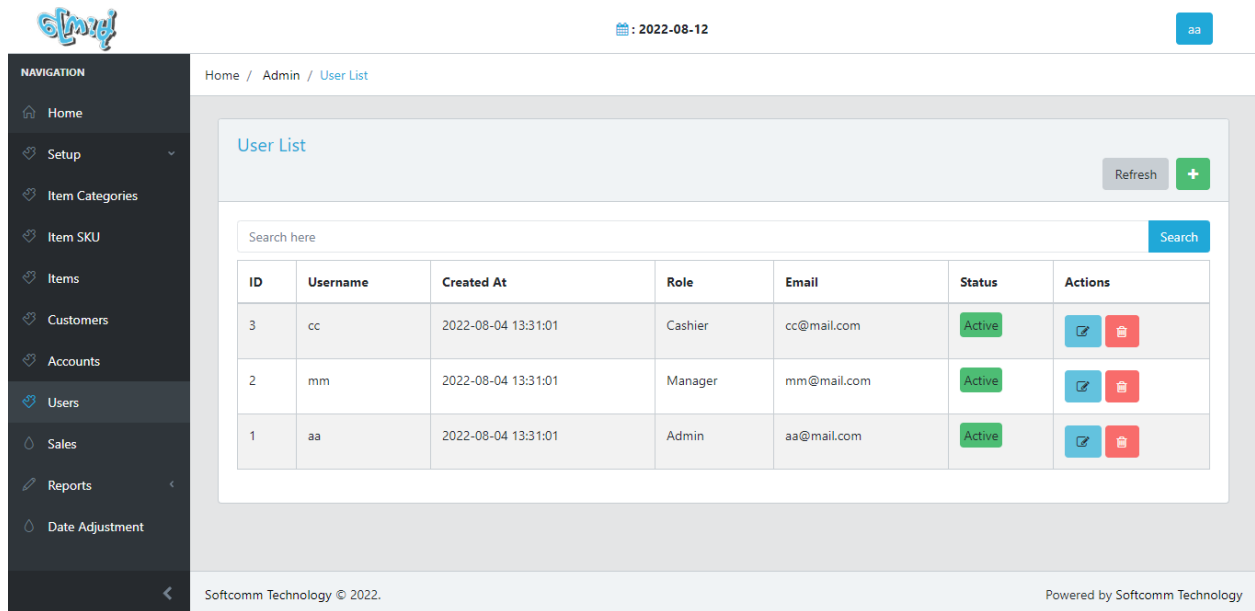 ကြေးမုံ
: 2022-08-12
aa
NAVIGATION
Home / Admin / User List
Home
Setup
Item Categories
Item SKU
Items
Customers
Accounts
Users
Sales
Reports
Date Adjustment
User List
Refresh +
Search here Search
ID Username Created At Role Email Status Actions
3 cc 2022-08-04 13:31:01 Cashier cc@mail.com Active
2 mm 2022-08-04 13:31:01 Manager mm@mail.com Active
1 aa 2022-08-04 13:31:01 Admin aa@mail.com Active
Softcomm Technology © 2022. Powered by Softcomm Technology